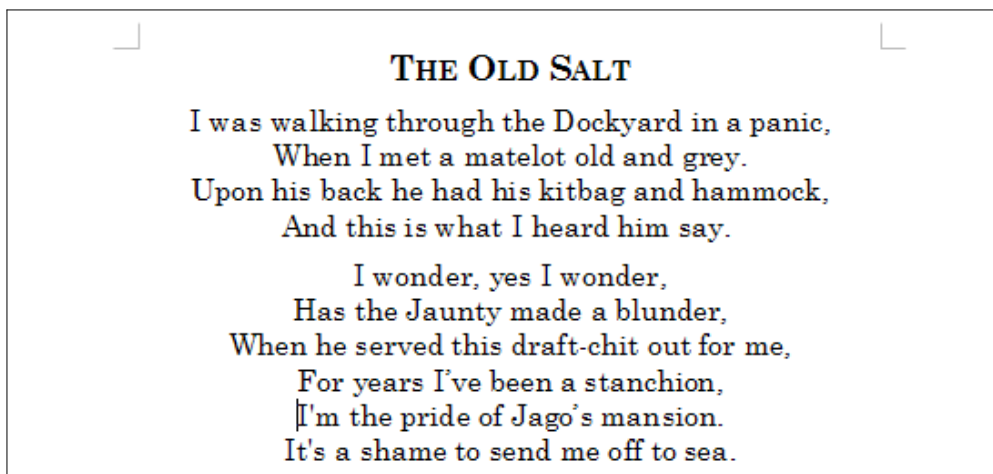 THE OLD SALT
I was walking through the Dockyard in a panic,
When I met a matelot old and grey.
Upon his back he had his kitbag and hammock,
And this is what I heard him say.
I wonder, yes I wonder,
Has the Jaunty made a blunder,
When he served this draft-chit out for me,
For years I’ve been a stanchion,
I'm the pride of Jago’s mansion.
It's a shame to send me off to sea.